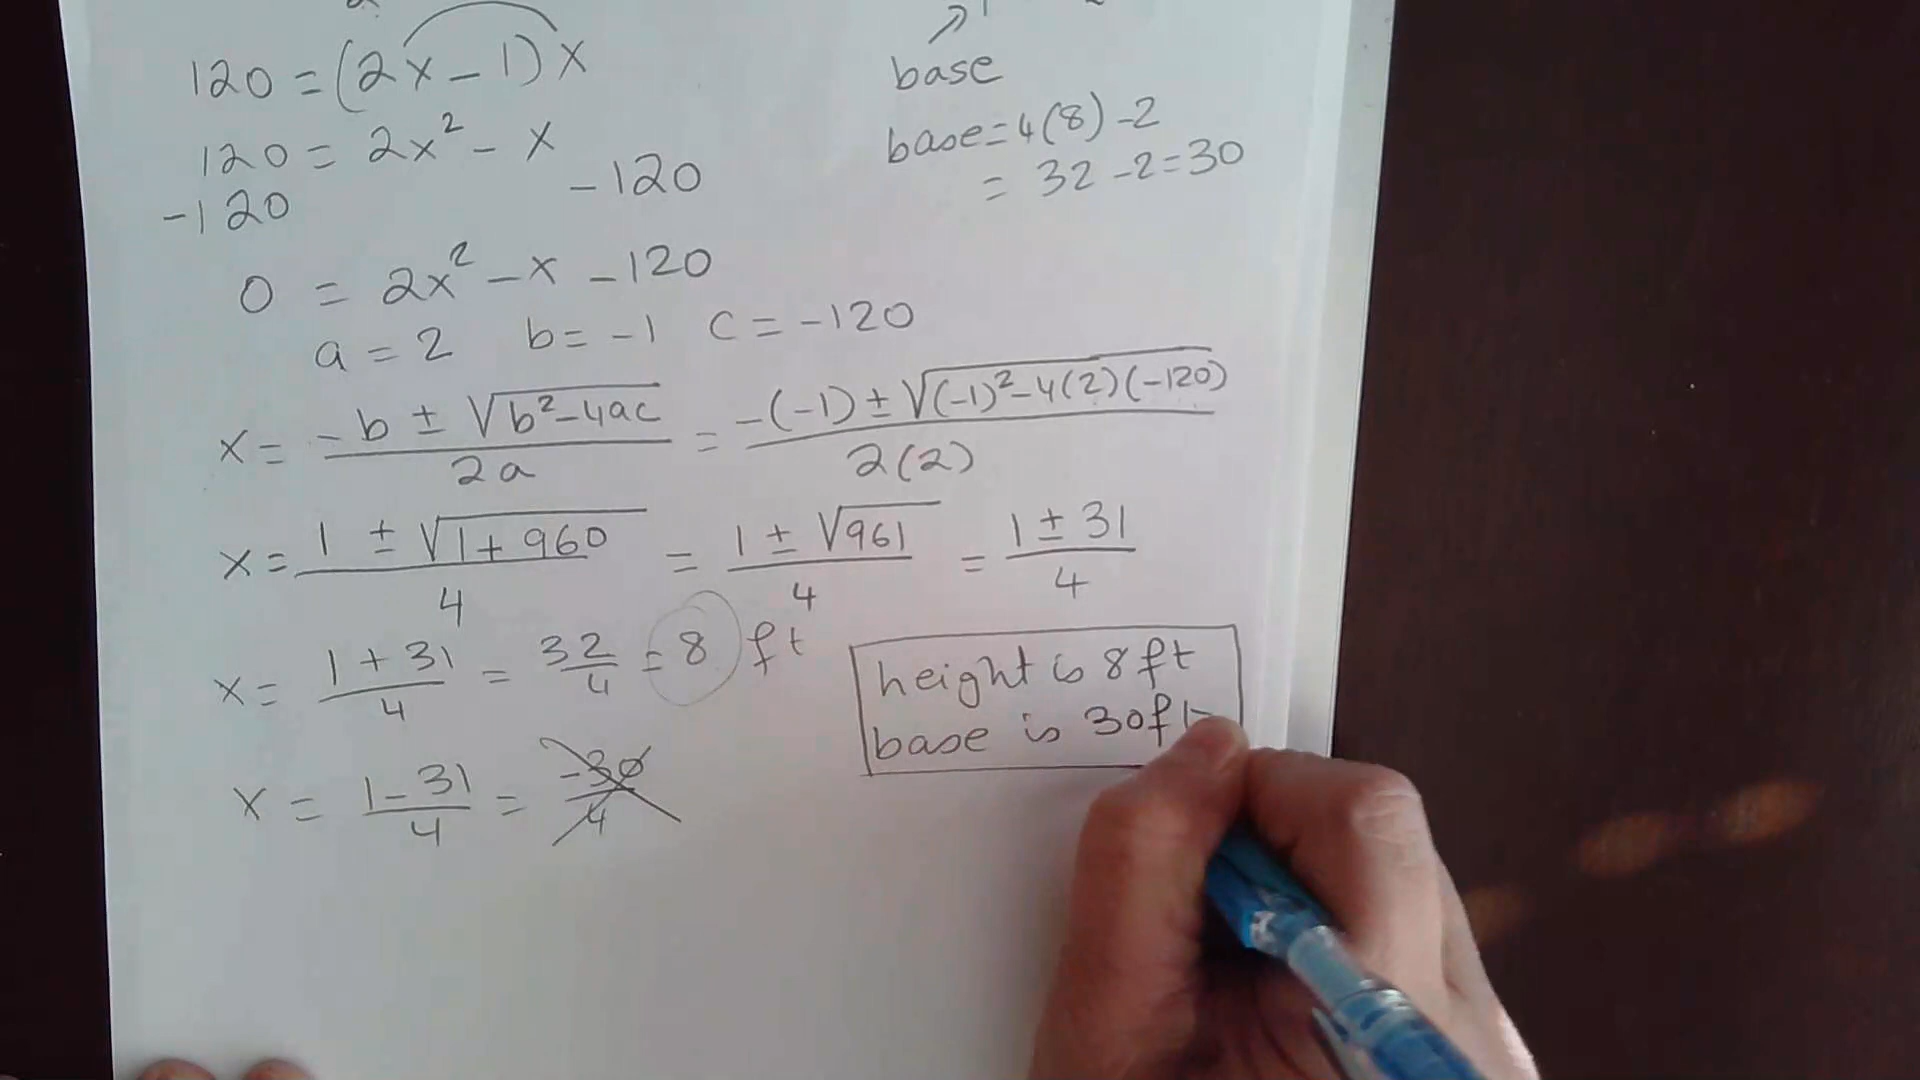 120 = (2x - 1) x
120 = 2x² - x
-120 - 120
0 = 2x² - x - 120
a = 2 b = -1 c = -120
x = -b ± √b²-4ac / 2a = -(-1) ± √(-1)²-4(2)(-120) / 2(2)
x = 1 ± √1+960 / 4 = 1 ± √961 / 4 = 1 ± 31 / 4
x = 1 + 31 / 4 = 32 / 4 = 8 ft
x = 1 - 31 / 4 = -30 / 4
base
base = 4(8) - 2
= 32 - 2 = 30
height is 8 ft
base is 30 ft